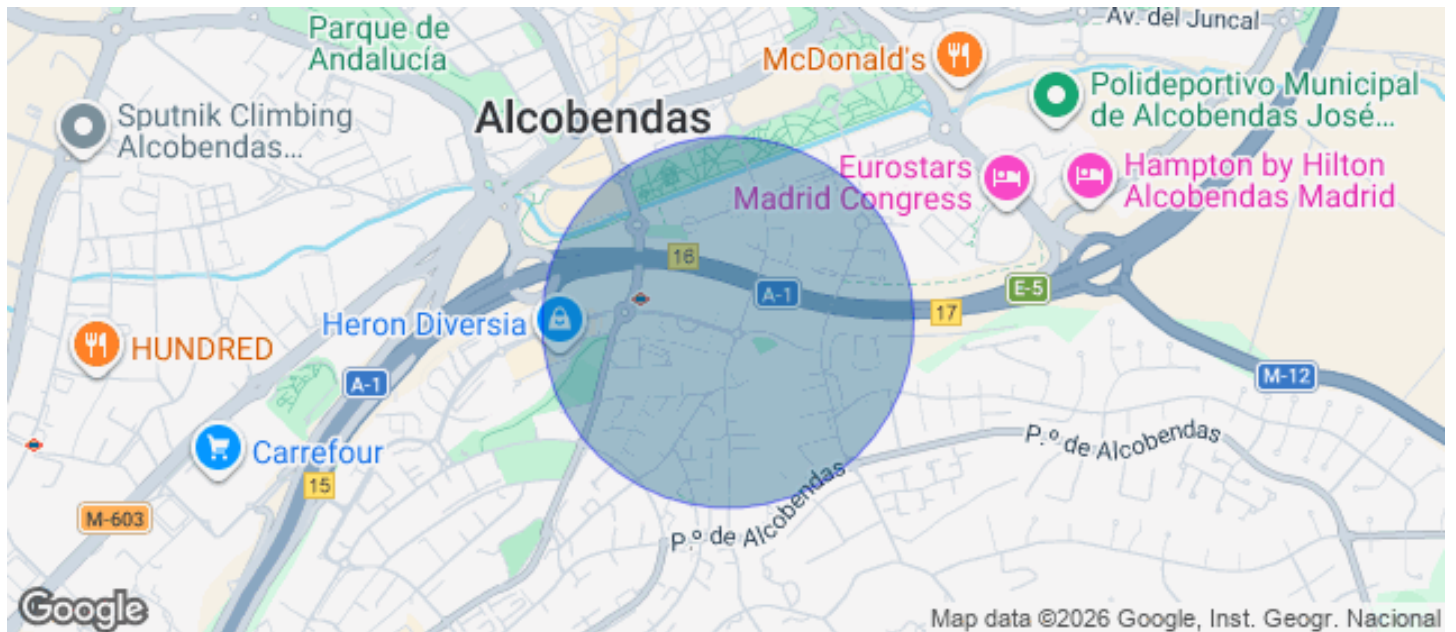 Av. del Juncal
Parque de
Andalucía
McDonald's
Polideportivo Municipal
de Alcobendas José...
Sputnik Climbing
Alcobendas...
Alcobendas
Eurostars
Madrid Congress
Hampton by Hilton
Alcobendas Madrid
16
A-1
E-5
17
Heron Diversia
HUNDRED
A-1
M-12
Carrefour
P.º de Alcobendas
15
M-603
P.º de Alcobendas
Google
Map data ©2026 Google, Inst. Geogr. Nacional